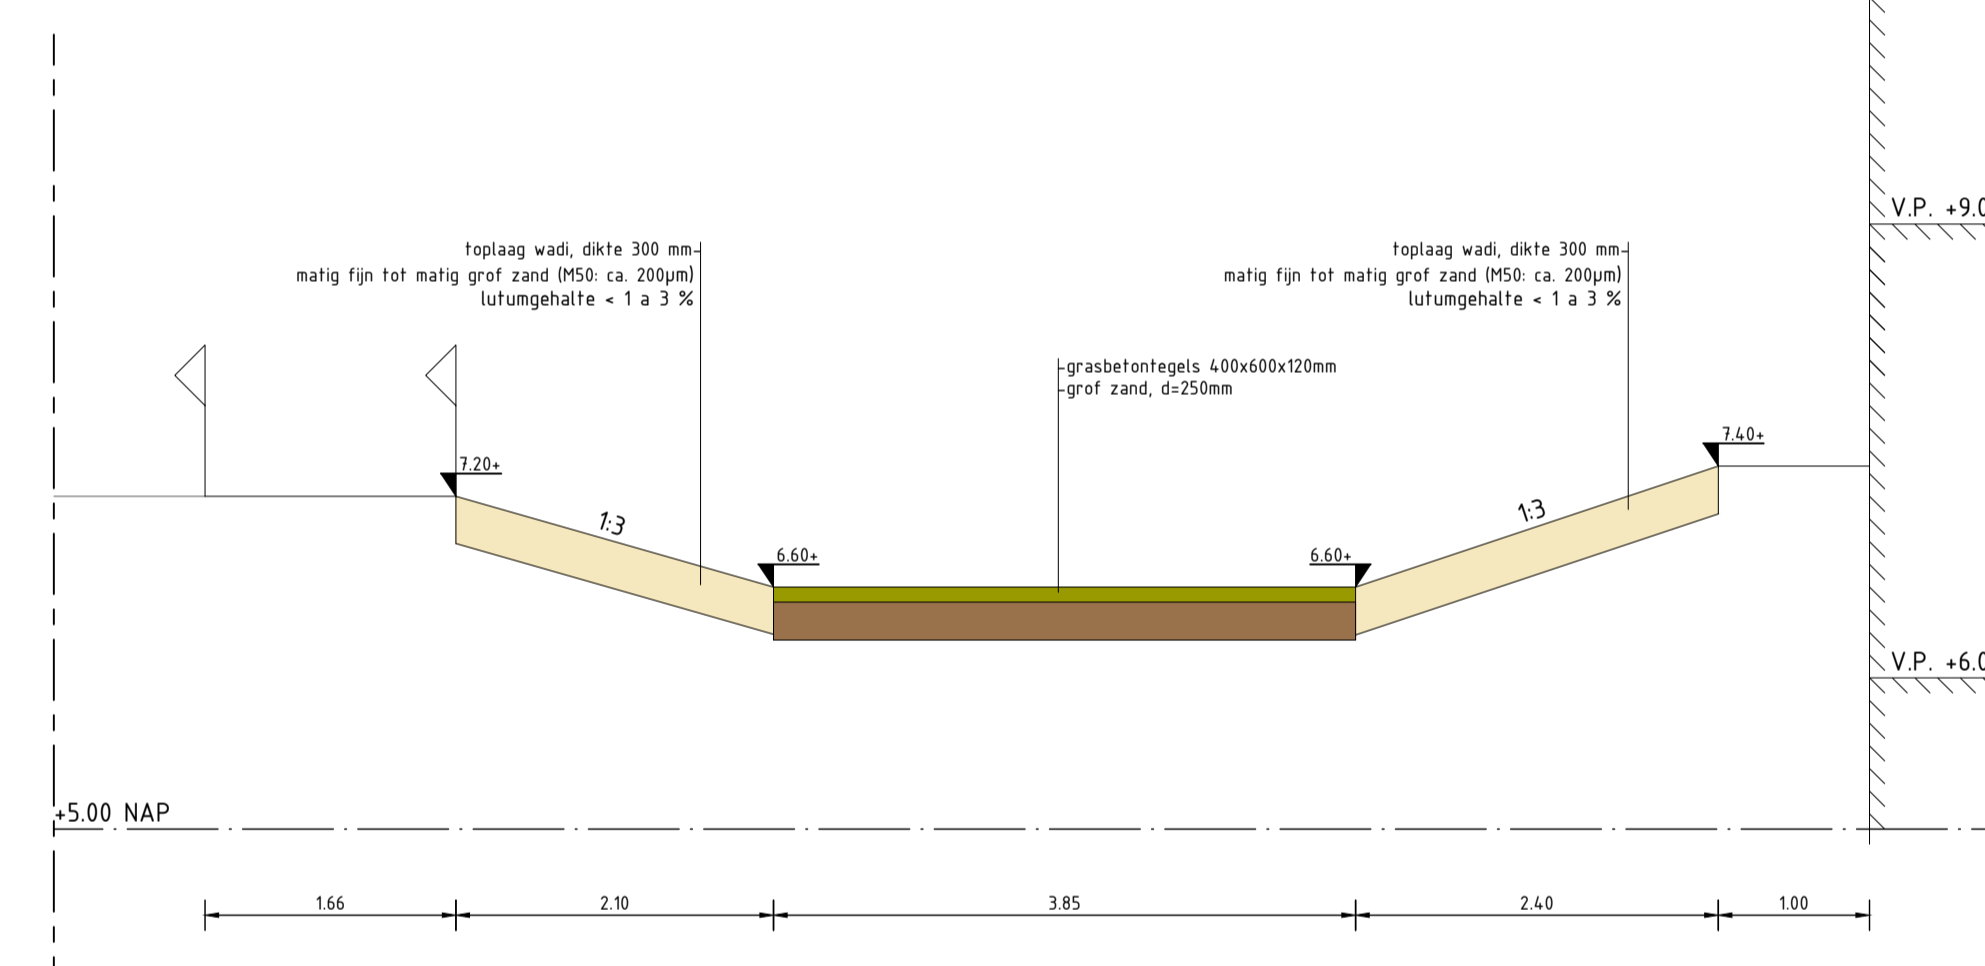 V.P. +9.0
toplaag wadi, dikte 300 mm
matig fijn tot matig grof zand (M50: ca. 200µm)
lutumgehalte < 1 a 3 %
toplaag wadi, dikte 300 mm
matig fijn tot matig grof zand (M50: ca. 200µm)
lutumgehalte < 1 a 3 %
grasbetontegels 400x600x120mm
grof zand, d=250mm
7.20+
7.40+
1:3
1:3
6.60+
6.60+
V.P. +6.0
+5.00 NAP
1.66
2.10
3.85
2.40
1.00